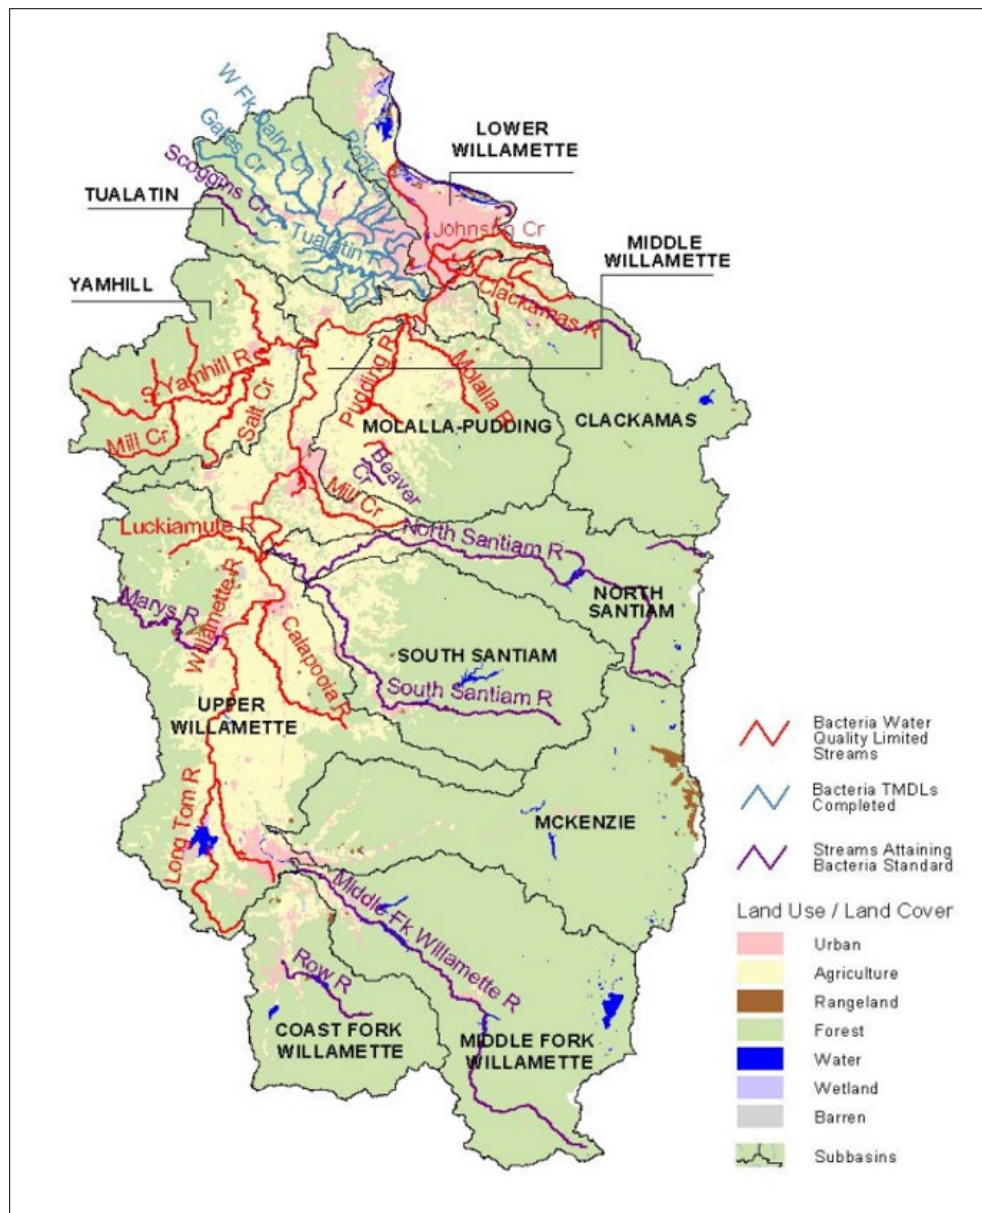 W Fk Dairy Cr
Gales Cr
Rock Cr
Scoggins Cr
LOWER
WILLAMETTE
TUALATIN
Tualatin R
Johnson Cr
MIDDLE
WILLAMETTE
YAMHILL
Clackamas R
S Yamhill R
Salt Cr
Mill Cr
Pudding R
Molalla R
MOLALLA-PUDDING
CLACKAMAS
Beaver
Cr
Mill Cr
Luckiamute R
North Santiam R
Willamette R
Marys R
NORTH
SANTIAM
Calapooia R
SOUTH SANTIAM
South Santiam R
UPPER
WILLAMETTE
Long Tom R
MCKENZIE
Middle Fk Willamette R
Row R
COAST FORK
WILLAMETTE
MIDDLE FORK
WILLAMETTE
Bacteria Water
Quality Limited
Streams
Bacteria TMDLs
Completed
Streams Attaining
Bacteria Standard
Land Use / Land Cover
Urban
Agriculture
Rangeland
Forest
Water
Wetland
Barren
Subbasins